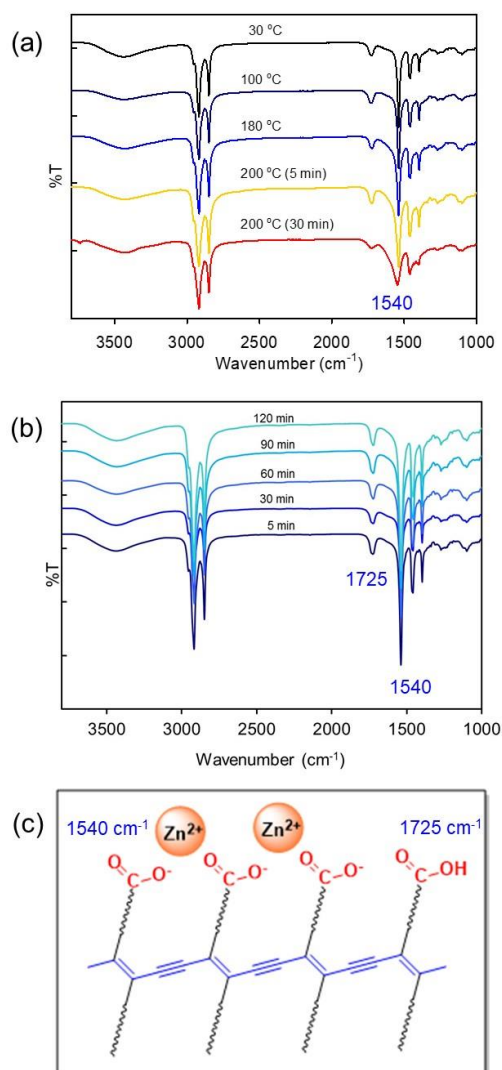 (a)
30 °C
100 °C
180 °C
200 °C (5 min)
200 °C (30 min)
%T
1540
3500 3000 2500 2000 1500 1000
Wavenumber (cm-1)
(b)
120 min
90 min
60 min
30 min
5 min
%T
1725
1540
3500 3000 2500 2000 1500 1000
Wavenumber (cm-1)
(c)
1540 cm-1 Zn2+ Zn2+ 1725 cm-1
O C O- O C O- O C O- O C OH